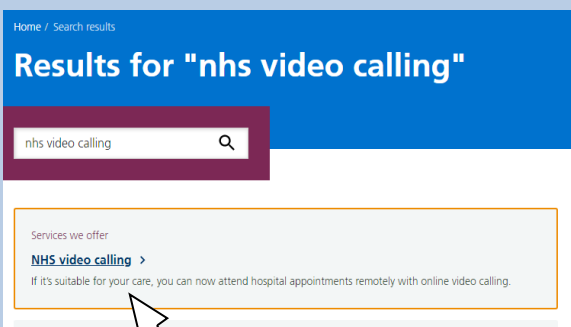 Home / Search results
Results for "nhs video calling"
nhs video calling
Services we offer
NHS video calling >
If it's suitable for your care, you can now attend hospital appointments remotely with online video calling.